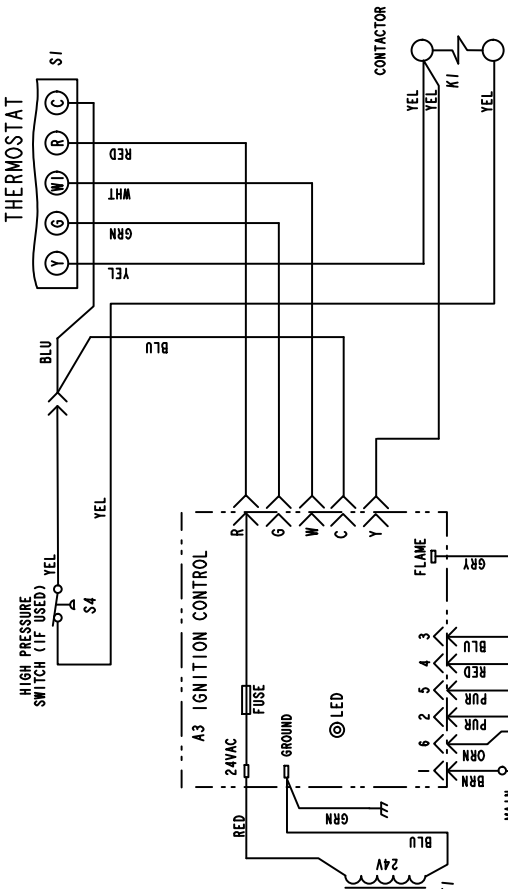 THERMOSTAT
S1
C
R
W1
G
Y
RED
WHT
GRN
YEL
BLU
BLU
CONTACTOR
YEL
YEL
K1
YEL
YEL
YEL
HIGH PRESSURE
SWITCH (IF USED)
S4
A3 IGNITION CONTROL
R
G
W
C
Y
FUSE
24VAC
GROUND
LED
FLAME
GRY
3
BLU
4
RED
5
PUR
2
PUR
6
ORN
1
BRN
RED
GRN
BLU
24V